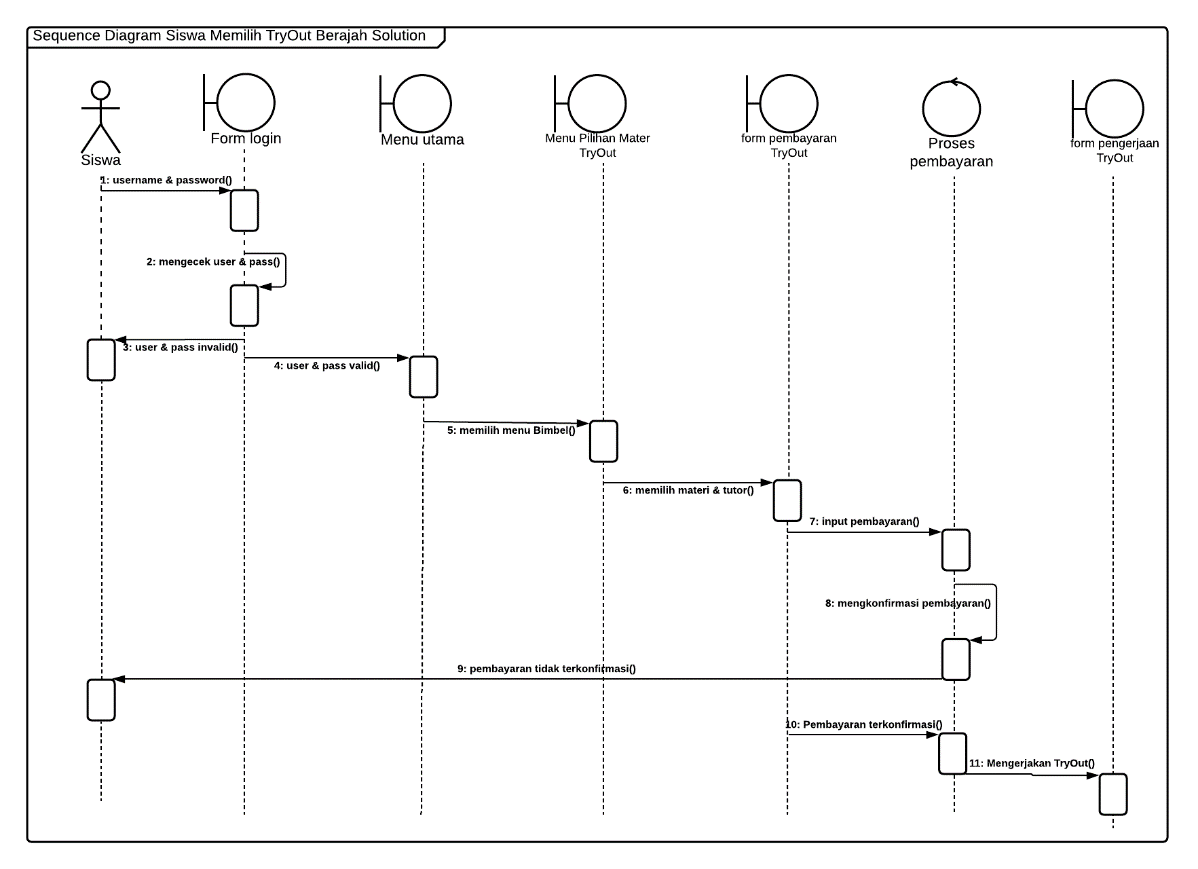 Sequence Diagram Siswa Memilih TryOut Berajah Solution
Siswa
Form login
Menu utama
Menu Pilihan Mater
TryOut
form pembayaran
TryOut
Proses
pembayaran
form pengerjaan
TryOut
1: username & password()
2: mengecek user & pass()
3: user & pass invalid()
4: user & pass valid()
5: memilih menu Bimbel()
6: memilih materi & tutor()
7: input pembayaran()
8: mengkonfirmasi pembayaran()
9: pembayaran tidak terkonfirmasi()
10: Pembayaran terkonfirmasi()
11: Mengerjakan TryOut()